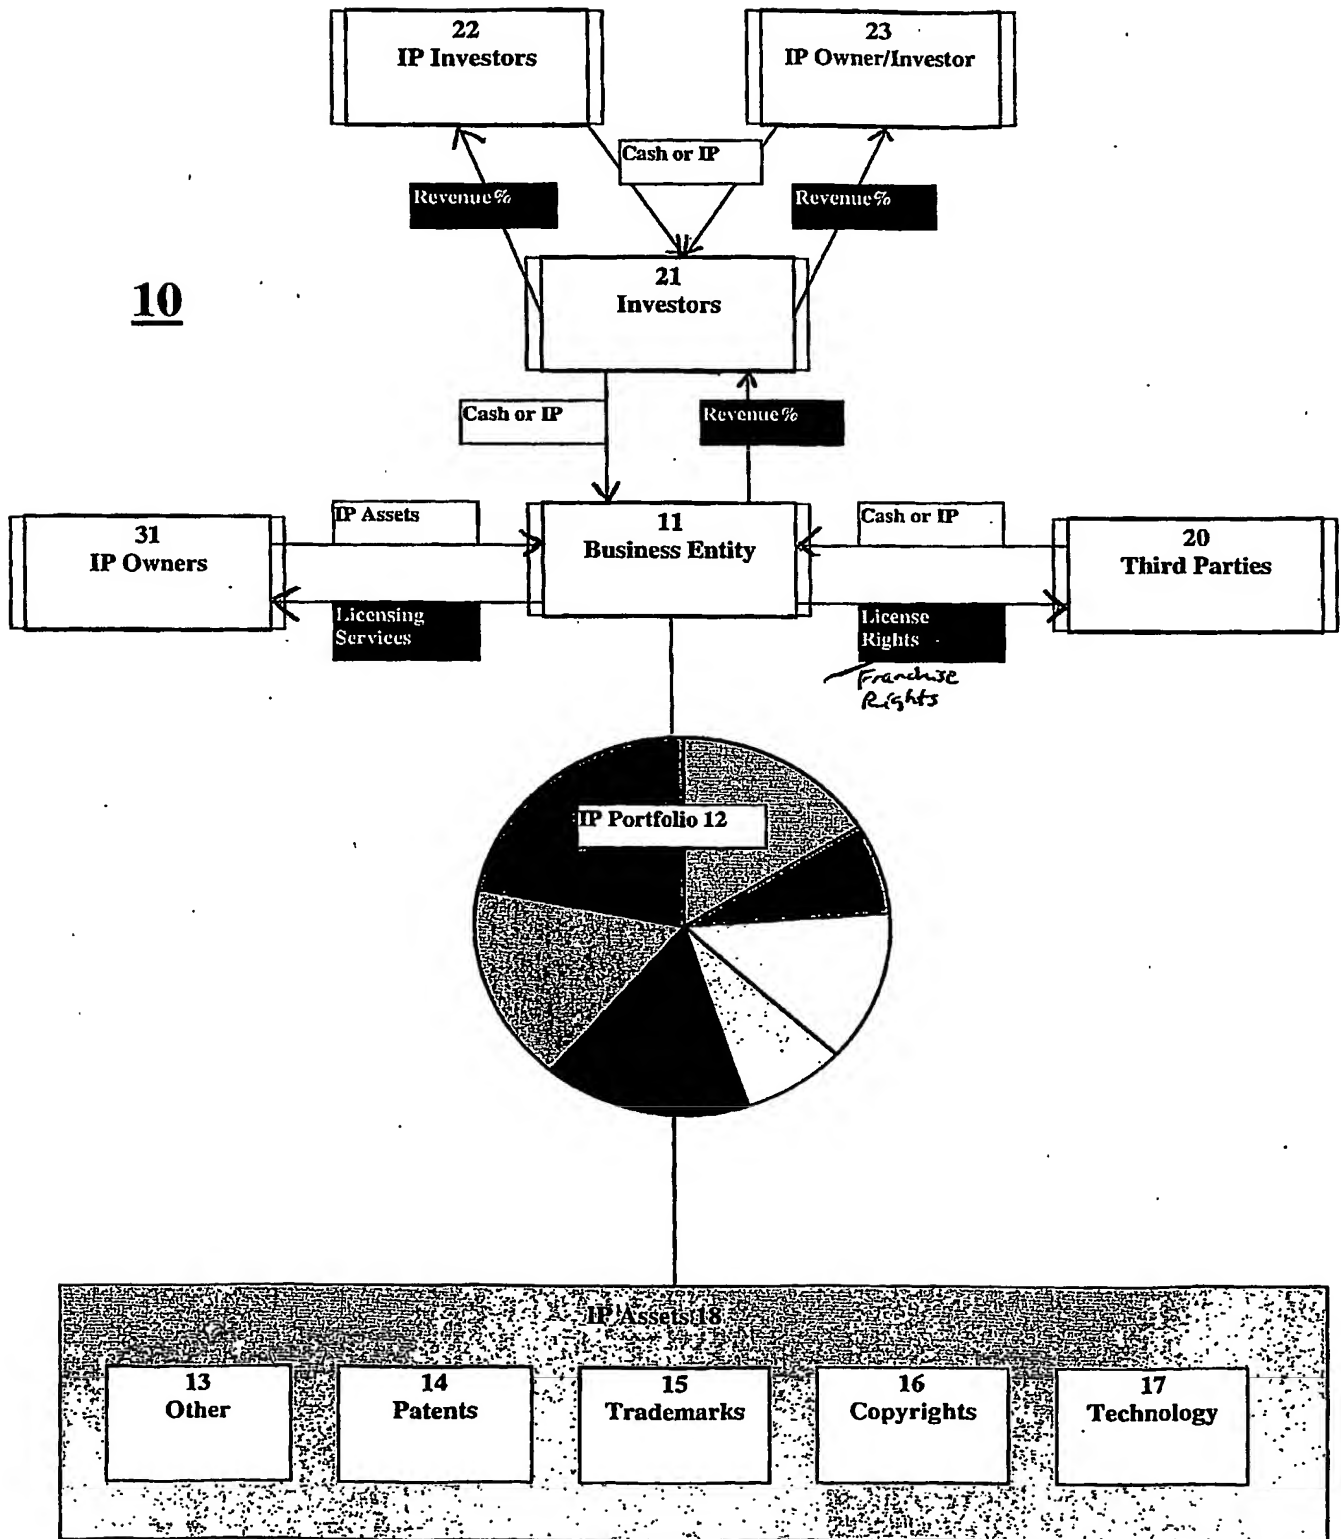 22
IP Investors
23
IP Owner/Investor
Cash or IP
Revenue%
Revenue%
10
21
Investors
Cash or IP
Revenue%
31
IP Owners
IP Assets
Licensing
Services
11
Business Entity
Cash or IP
License
Rights
Franchise
Rights
20
Third Parties
IP Portfolio 12
IP Assets 18
13
Other
14
Patents
15
Trademarks
16
Copyrights
17
Technology